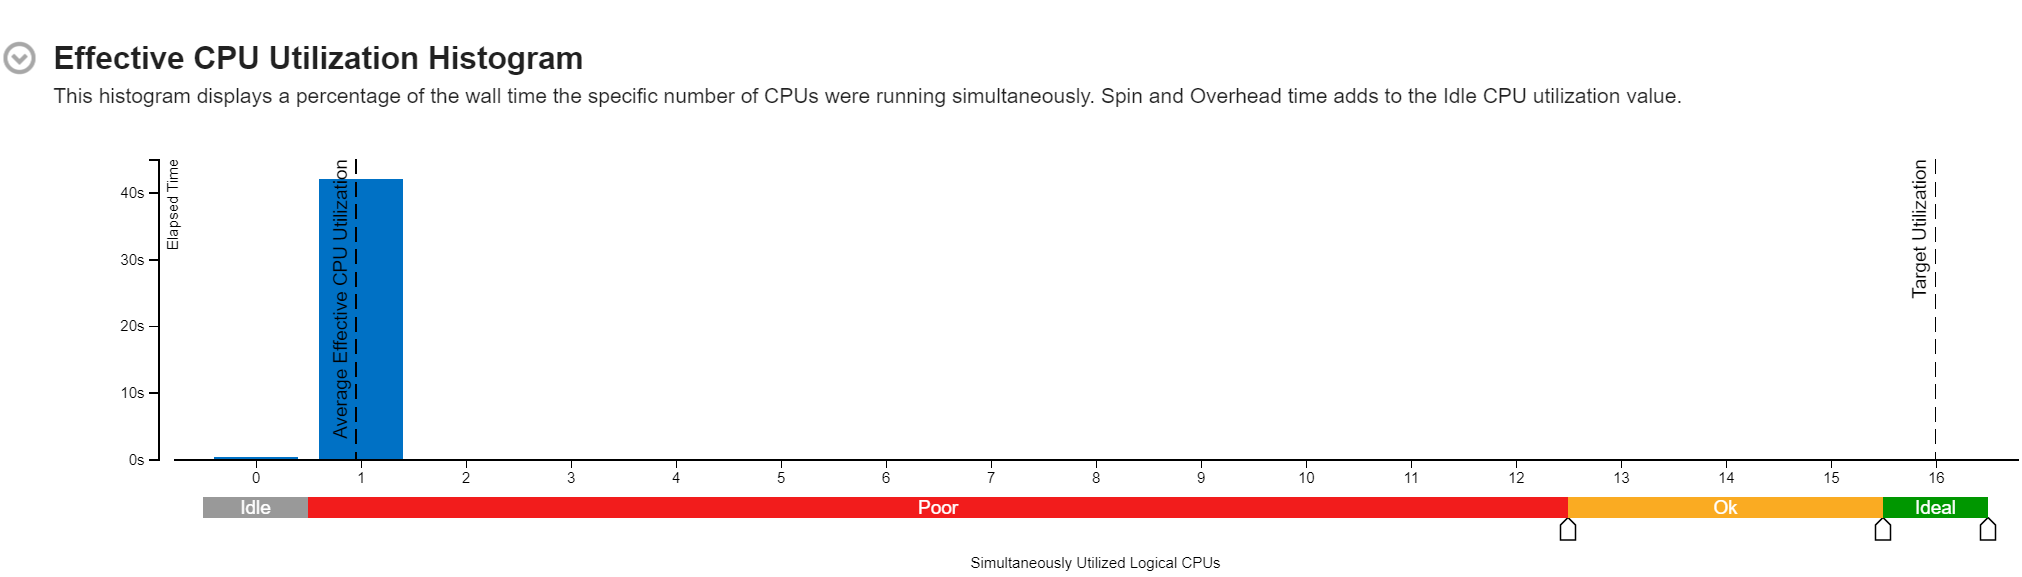 Effective CPU Utilization Histogram
This histogram displays a percentage of the wall time the specific number of CPUs were running simultaneously. Spin and Overhead time adds to the Idle CPU utilization value.
Elapsed Time
40s
30s
20s
10s
0s
Average Effective CPU Utilization
Target Utilization
0 1 2 3 4 5 6 7 8 9 10 11 12 13 14 15 16
Idle Poor Ok Ideal
Simultaneously Utilized Logical CPUs